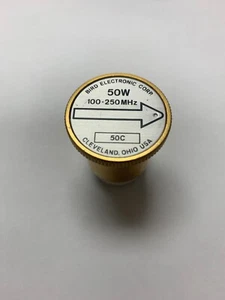 BIRD ELECTRONIC CORP.
50W
100-250MHz
50C
CLEVELAND, OHIO USA